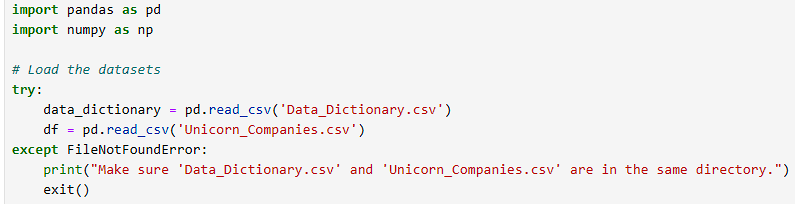 import pandas as pd
import numpy as np
# Load the datasets
try:
    data_dictionary = pd.read_csv('Data_Dictionary.csv')
    df = pd.read_csv('Unicorn_Companies.csv')
except FileNotFoundError:
    print("Make sure 'Data_Dictionary.csv' and 'Unicorn_Companies.csv' are in the same directory.")
    exit()